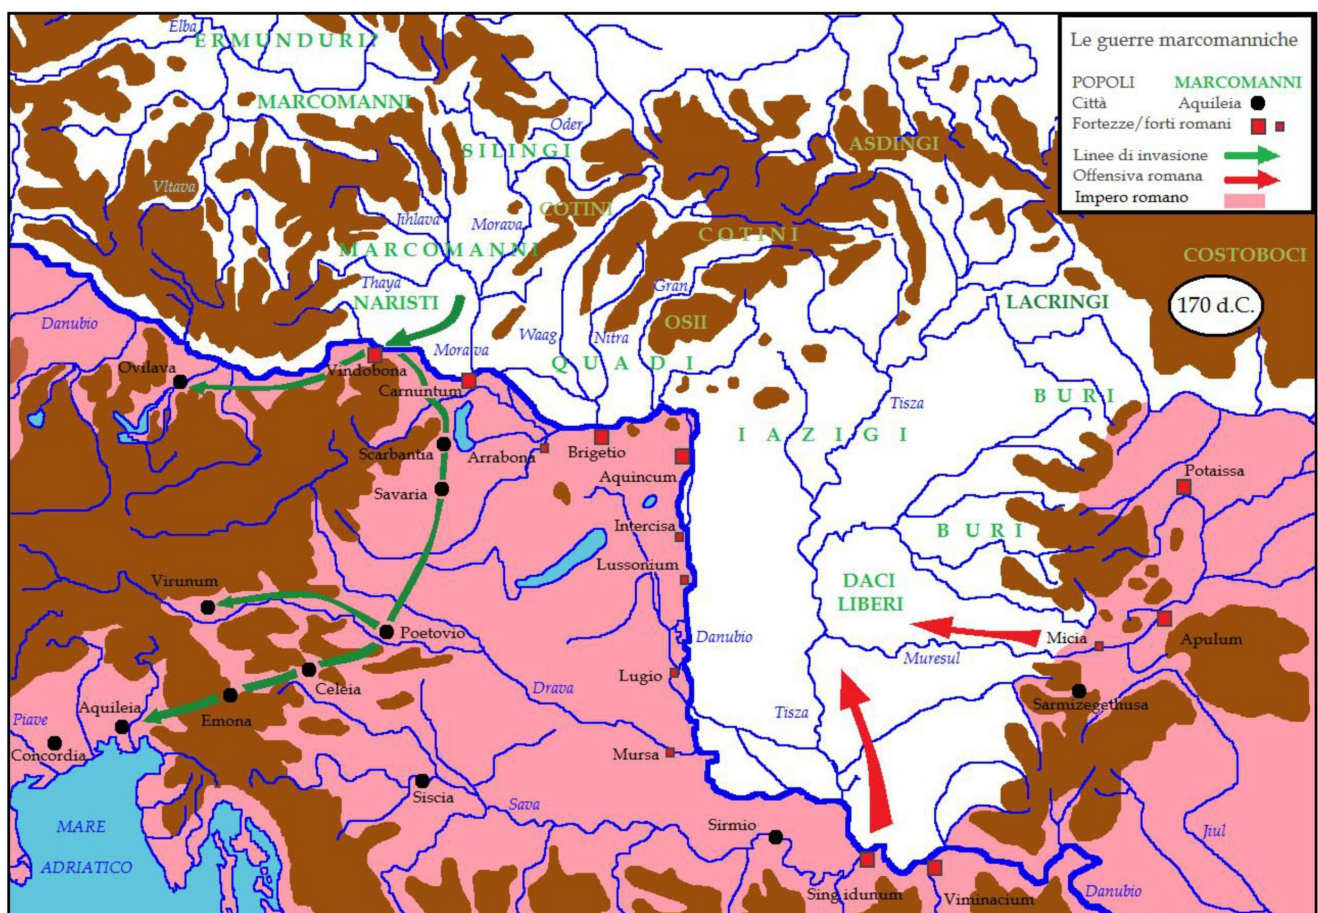 Le guerre marcomanniche
POPOLI MARCOMANNI
Città Aquileia
Fortezze/forti romani
Linee di invasione
Offensiva romana
Impero romano
170 d.C.
Elba
ERMUNDURI?
MARCOMANNI
Oder
SILINGI
ASDINGI
Vltava
Jihlava
Morava
COTINI
COTINI
MARCOMANNI
COSTOBOCI
Thaya
NARISTI
Gran
LACRINGI
Danubio
OSII
Waag
Nitra
Morawa
QUADI
Ovilava
Vindobona
Carnuntum
Tisza
BURI
IAZIGI
Scarbantia
Arrabona
Brigetio
Aquincum
Potaissa
Savaria
Intercisa
BURI
Lussonium
Virunum
DACI
LIBERI
Poetovio
Danubio
Micia
Apulum
Muresul
Celeia
Lugio
Drava
Aquileia
Emona
Tisza
Sarmizegethusa
Piave
Concordia
Mursa
Siscia
Sava
Sirmio
MARE
ADRIATICO
Jiul
Sing idunum
Viminacium
Danubio